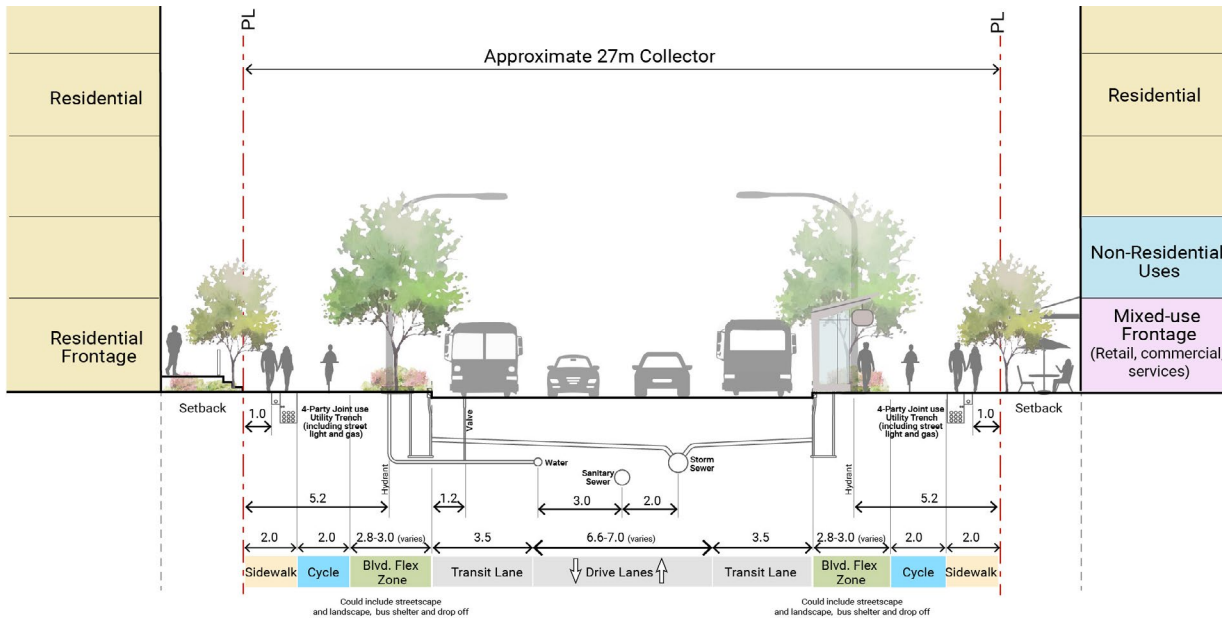 PL
PL
Approximate 27m Collector
Residential
Residential
Non-Residential
Uses
Residential
Frontage
Mixed-use
Frontage
(Retail, commercial,
services)
Setback
1.0
4-Party Joint use
Utility Trench
(including street
light and gas)
Valve
4-Party Joint use
Utility Trench
(including street
light and gas)
1.0
Setback
Hydrant
Water
Sanitary
Sewer
Storm
Sewer
Hydrant
5.2
1.2
3.0
2.0
5.2
2.0
2.0
2.8-3.0 (varies)
3.5
6.6-7.0 (varies)
3.5
2.8-3.0 (varies)
2.0
2.0
Sidewalk
Cycle
Blvd. Flex
Zone
Transit Lane
Drive Lanes
Transit Lane
Blvd. Flex
Zone
Cycle
Sidewalk
Could include streetscape
and landscape, bus shelter and drop off
Could include streetscape
and landscape, bus shelter and drop off